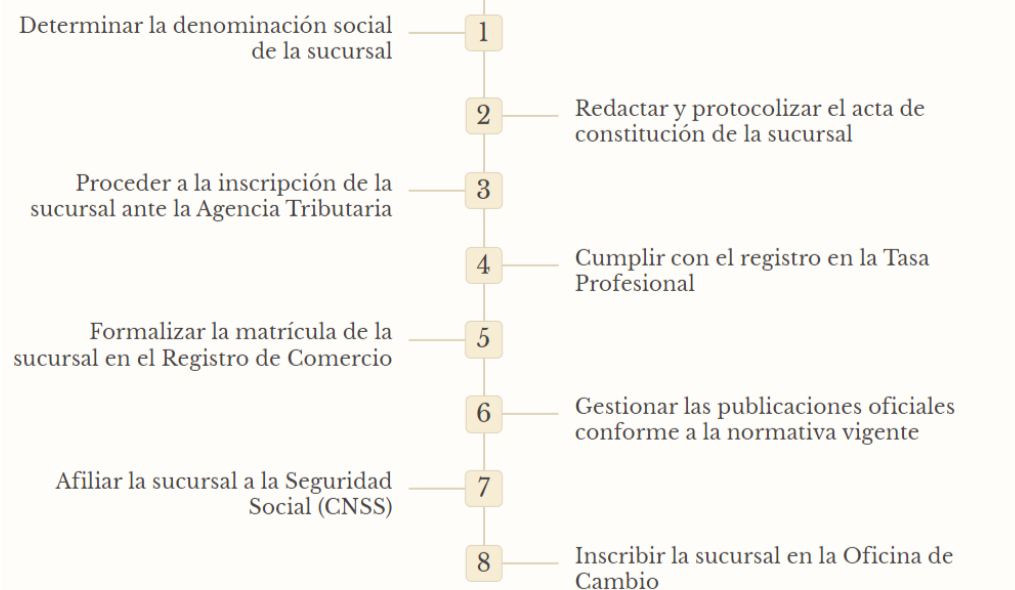 Determinar la denominación social
de la sucursal
1
2
Redactar y protocolizar el acta de
constitución de la sucursal
Proceder a la inscripción de la
sucursal ante la Agencia Tributaria
3
4
Cumplir con el registro en la Tasa
Profesional
Formalizar la matrícula de la
sucursal en el Registro de Comercio
5
6
Gestionar las publicaciones oficiales
conforme a la normativa vigente
Afiliar la sucursal a la Seguridad
Social (CNSS)
7
8
Inscribir la sucursal en la Oficina de
Cambio